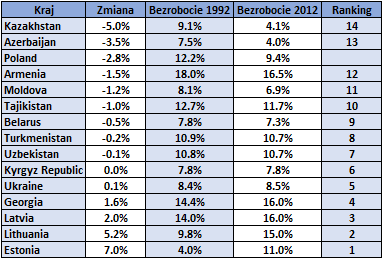 Kraj Zmiana Bezrobocie 1992 Bezrobocie 2012 Ranking
Kazakhstan -5.0% 9.1% 4.1% 14
Azerbaijan -3.5% 7.5% 4.0% 13
Poland -2.8% 12.2% 9.4%
Armenia -1.5% 18.0% 16.5% 12
Moldova -1.2% 8.1% 6.9% 11
Tajikistan -1.0% 12.7% 11.7% 10
Belarus -0.5% 7.8% 7.3% 9
Turkmenistan -0.2% 10.9% 10.7% 8
Uzbekistan -0.1% 10.8% 10.7% 7
Kyrgyz Republic 0.0% 7.8% 7.8% 6
Ukraine 0.1% 8.4% 8.5% 5
Georgia 1.6% 14.4% 16.0% 4
Latvia 2.0% 14.0% 16.0% 3
Lithuania 5.2% 9.8% 15.0% 2
Estonia 7.0% 4.0% 11.0% 1